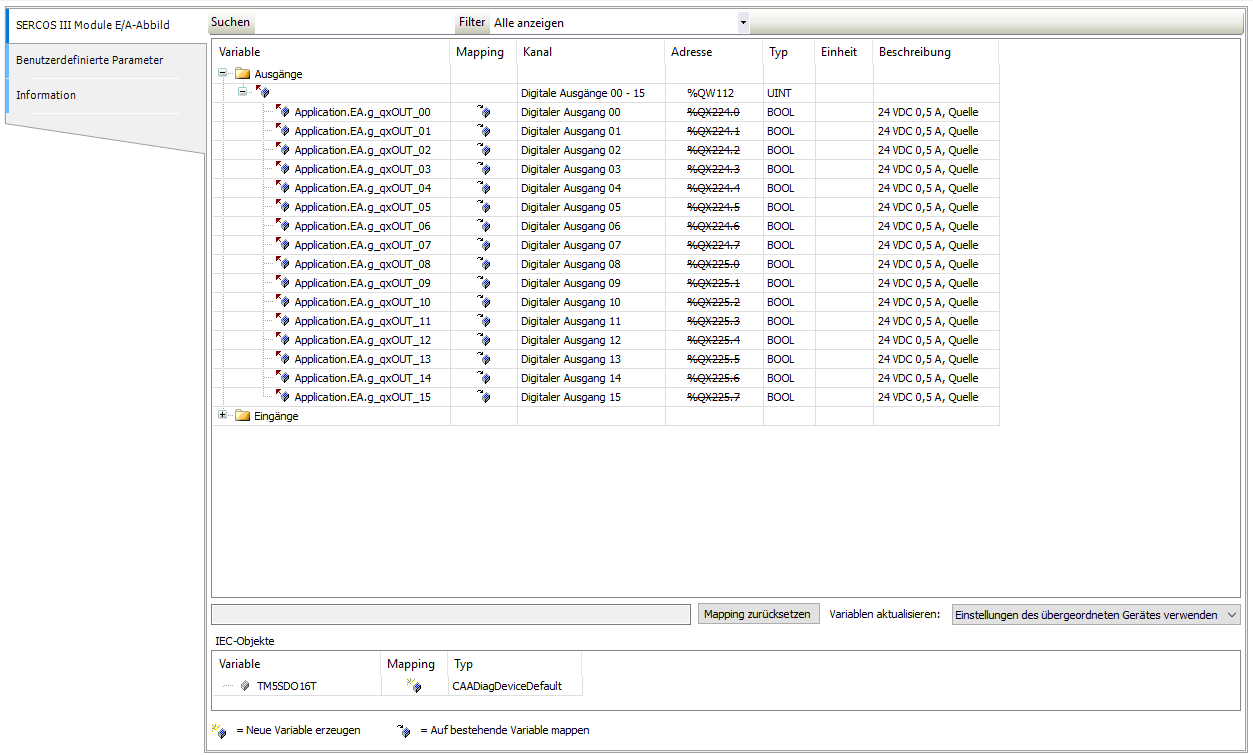 SERCOS III Module E/A-Abbild
Benutzerdefinierte Parameter
Information
Suchen Filter Alle anzeigen
Variable Mapping Kanal Adresse Typ Einheit Beschreibung
Ausgänge
Digitale Ausgänge 00 - 15 %QW112 UINT
Application.EA.g_qxOUT_00 Digitaler Ausgang 00 %QX224.0 BOOL 24 VDC 0,5 A, Quelle
Application.EA.g_qxOUT_01 Digitaler Ausgang 01 %QX224.1 BOOL 24 VDC 0,5 A, Quelle
Application.EA.g_qxOUT_02 Digitaler Ausgang 02 %QX224.2 BOOL 24 VDC 0,5 A, Quelle
Application.EA.g_qxOUT_03 Digitaler Ausgang 03 %QX224.3 BOOL 24 VDC 0,5 A, Quelle
Application.EA.g_qxOUT_04 Digitaler Ausgang 04 %QX224.4 BOOL 24 VDC 0,5 A, Quelle
Application.EA.g_qxOUT_05 Digitaler Ausgang 05 %QX224.5 BOOL 24 VDC 0,5 A, Quelle
Application.EA.g_qxOUT_06 Digitaler Ausgang 06 %QX224.6 BOOL 24 VDC 0,5 A, Quelle
Application.EA.g_qxOUT_07 Digitaler Ausgang 07 %QX224.7 BOOL 24 VDC 0,5 A, Quelle
Application.EA.g_qxOUT_08 Digitaler Ausgang 08 %QX225.0 BOOL 24 VDC 0,5 A, Quelle
Application.EA.g_qxOUT_09 Digitaler Ausgang 09 %QX225.1 BOOL 24 VDC 0,5 A, Quelle
Application.EA.g_qxOUT_10 Digitaler Ausgang 10 %QX225.2 BOOL 24 VDC 0,5 A, Quelle
Application.EA.g_qxOUT_11 Digitaler Ausgang 11 %QX225.3 BOOL 24 VDC 0,5 A, Quelle
Application.EA.g_qxOUT_12 Digitaler Ausgang 12 %QX225.4 BOOL 24 VDC 0,5 A, Quelle
Application.EA.g_qxOUT_13 Digitaler Ausgang 13 %QX225.5 BOOL 24 VDC 0,5 A, Quelle
Application.EA.g_qxOUT_14 Digitaler Ausgang 14 %QX225.6 BOOL 24 VDC 0,5 A, Quelle
Application.EA.g_qxOUT_15 Digitaler Ausgang 15 %QX225.7 BOOL 24 VDC 0,5 A, Quelle
Eingänge
Mapping zurücksetzen Variablen aktualisieren: Einstellungen des übergeordneten Gerätes verwenden
IEC-Objekte
Variable Mapping Typ
TM5SDO16T CAADiagDeviceDefault
= Neue Variable erzeugen = Auf bestehende Variable mappen